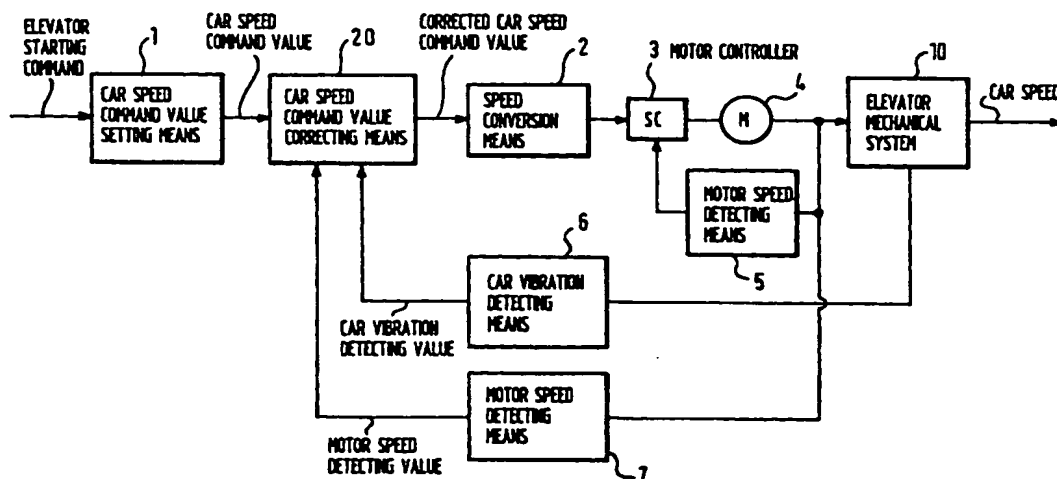 ELEVATOR
STARTING
COMMAND
1
CAR SPEED
COMMAND VALUE
SETTING MEANS
CAR SPEED
COMMAND VALUE
20
CAR SPEED
COMMAND VALUE
CORRECTING MEANS
CORRECTED CAR SPEED
COMMAND VALUE
2
SPEED
CONVERSION
MEANS
3 MOTOR CONTROLLER
SC
4
M
10
ELEVATOR
MECHANICAL
SYSTEM
CAR SPEED
MOTOR SPEED
DETECTING
MEANS
5
6
CAR VIBRATION
DETECTING
MEANS
CAR VIBRATION
DETECTING VALUE
MOTOR SPEED
DETECTING
MEANS
7
MOTOR SPEED
DETECTING VALUE